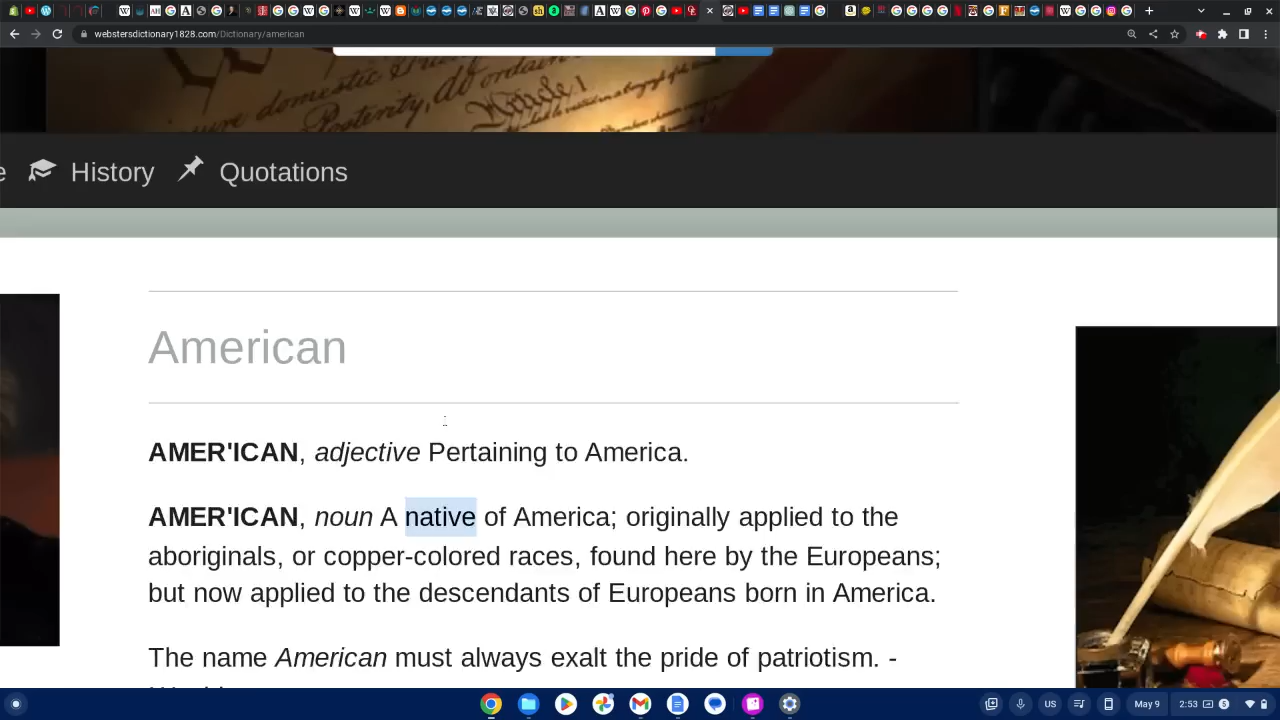 webstersdictionary1828.com/Dictionary/american
History Quotations
American
AMER'ICAN, adjective Pertaining to America.
AMER'ICAN, noun A native of America; originally applied to the
aboriginals, or copper-colored races, found here by the Europeans;
but now applied to the descendants of Europeans born in America.
The name American must always exalt the pride of patriotism. -
US May 9 2:53